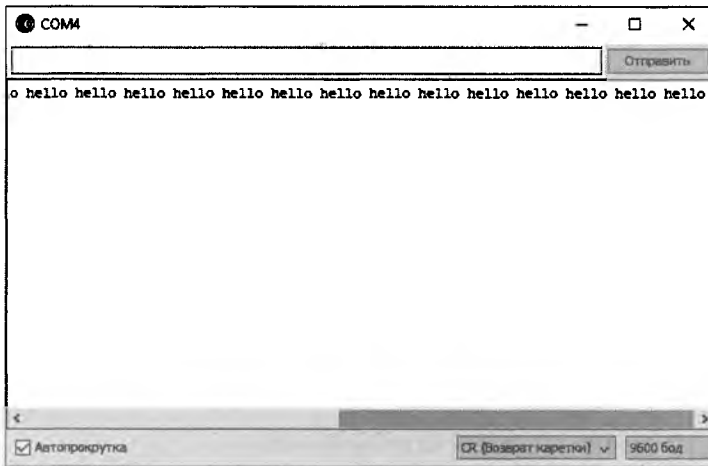 COM4
Отправить
o hello hello hello hello hello hello hello hello hello hello hello hello hello hello
Автопрокрутка
CR (Возврат каретки)
9600 бод